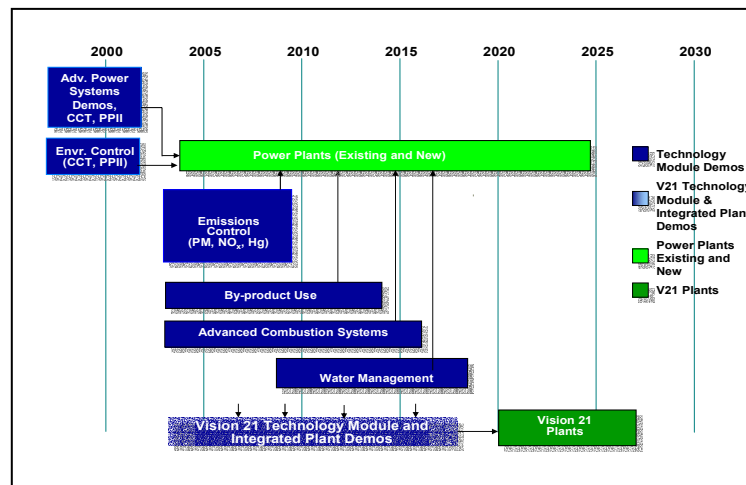 2000 2005 2010 2015 2020 2025 2030
Adv. Power
Systems
Demos,
CCT, PPII
Envr. Control
(CCT, PPII)
Power Plants (Existing and New)
Emissions
Control
(PM, NOx, Hg)
By-product Use
Advanced Combustion Systems
Water Management
Vision 21 Technology Module and
Integrated Plant Demos
Vision 21
Plants
Technology
Module Demos
V21 Technology
Module &
Integrated Plant
Demos
Power Plants
Existing and
New
V21 Plants